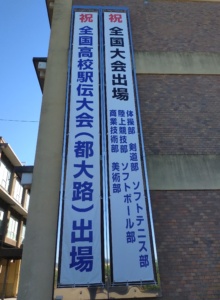 祝 全国大会出場
体操部 剣道部 ソフトテニス部
陸上競技部 ソフトボール部
商業技術部 美術部
祝 全国高校駅伝大会(都大路)出場